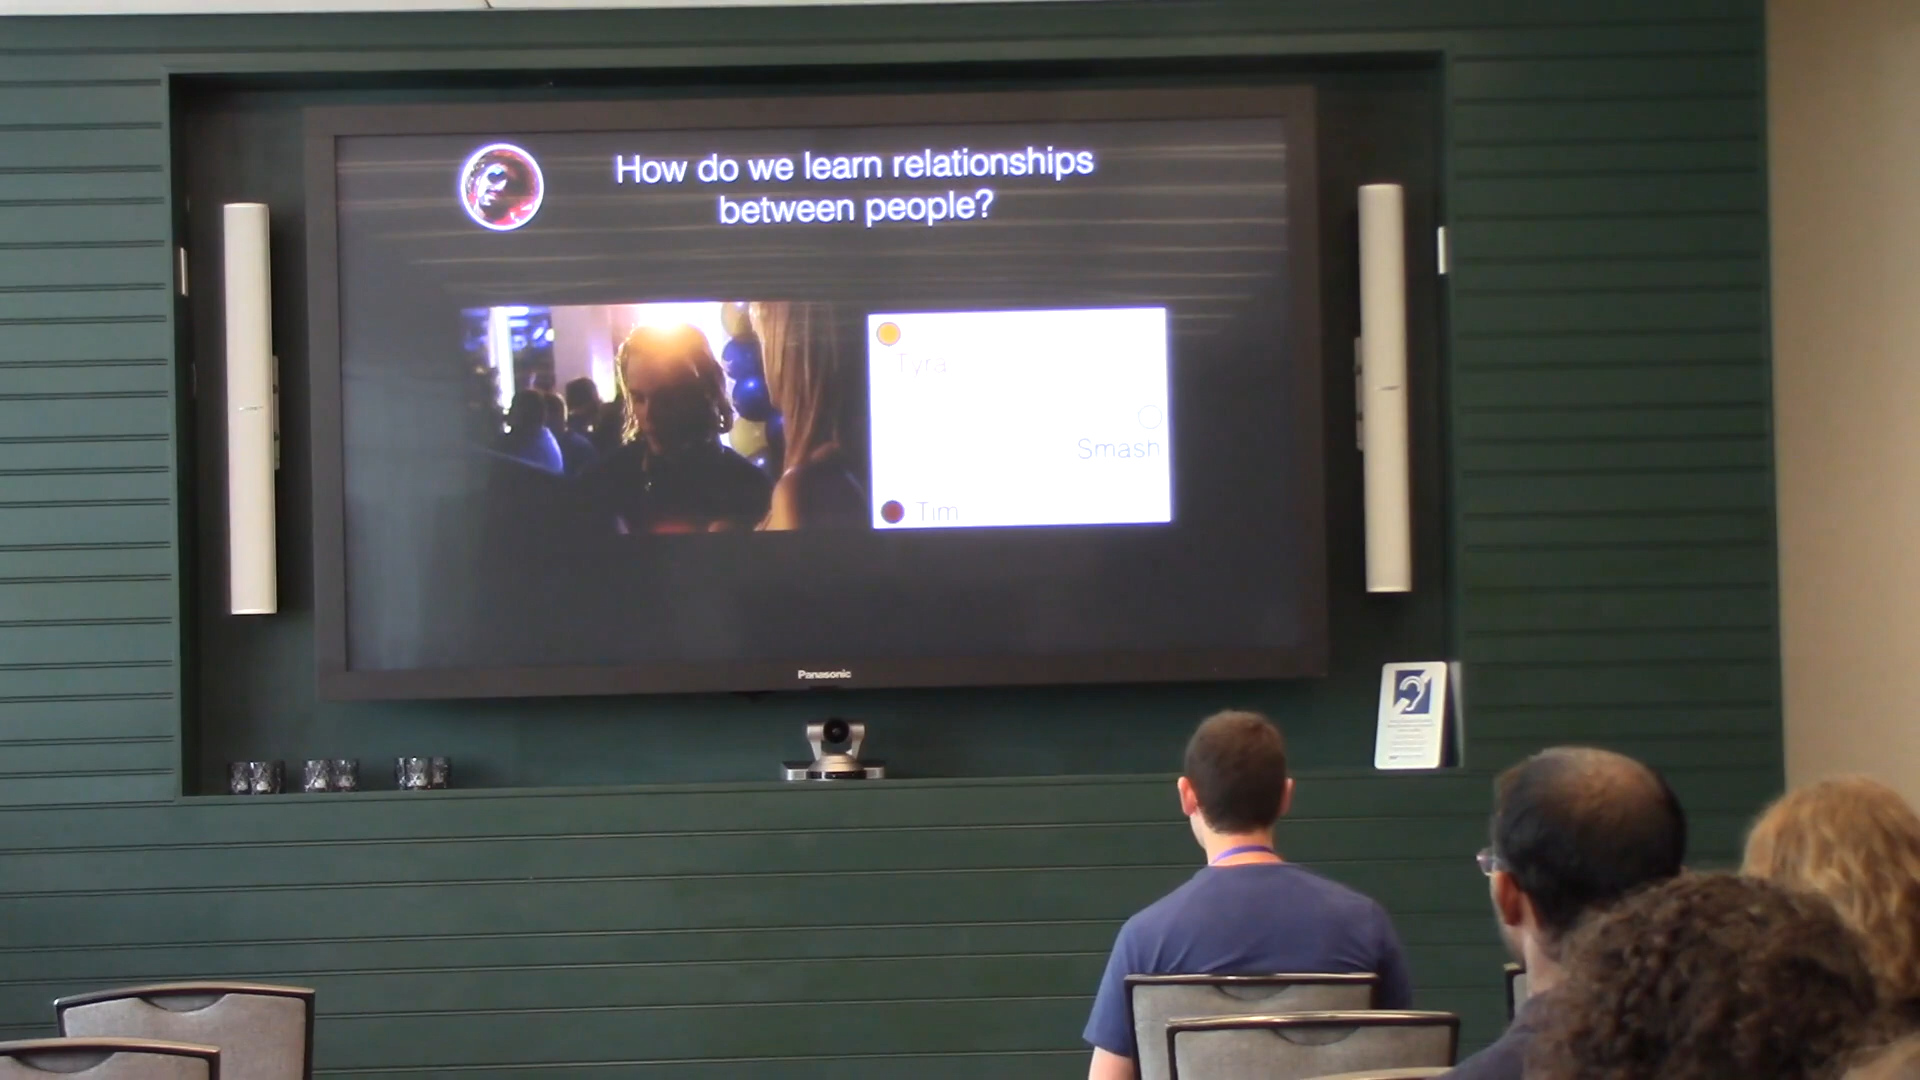 How do we learn relationships
between people?
Tyra
Smash
Tim
Panasonic